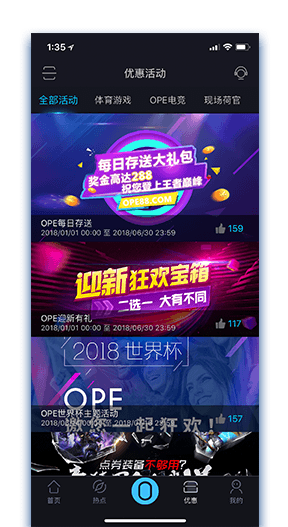 1:35
优惠活动
全部活动 体育游戏 OPE电竞 现场荷官
每日存送大礼包
奖金高达288
祝您登上王者巅峰
OPE88.COM
OPE每日存送
2018/01/01 00:00 至 2018/06/30 23:59
159
迎新狂欢宝箱
二选一 大有不同
OPE迎新有礼
2018/01/01 00:00 至 2018/06/30 23:59
117
2018 世界杯
OPE
OPE世界杯主题活动
157
一起狂欢!
点券装备不够用?
首页 热点 优惠 我的